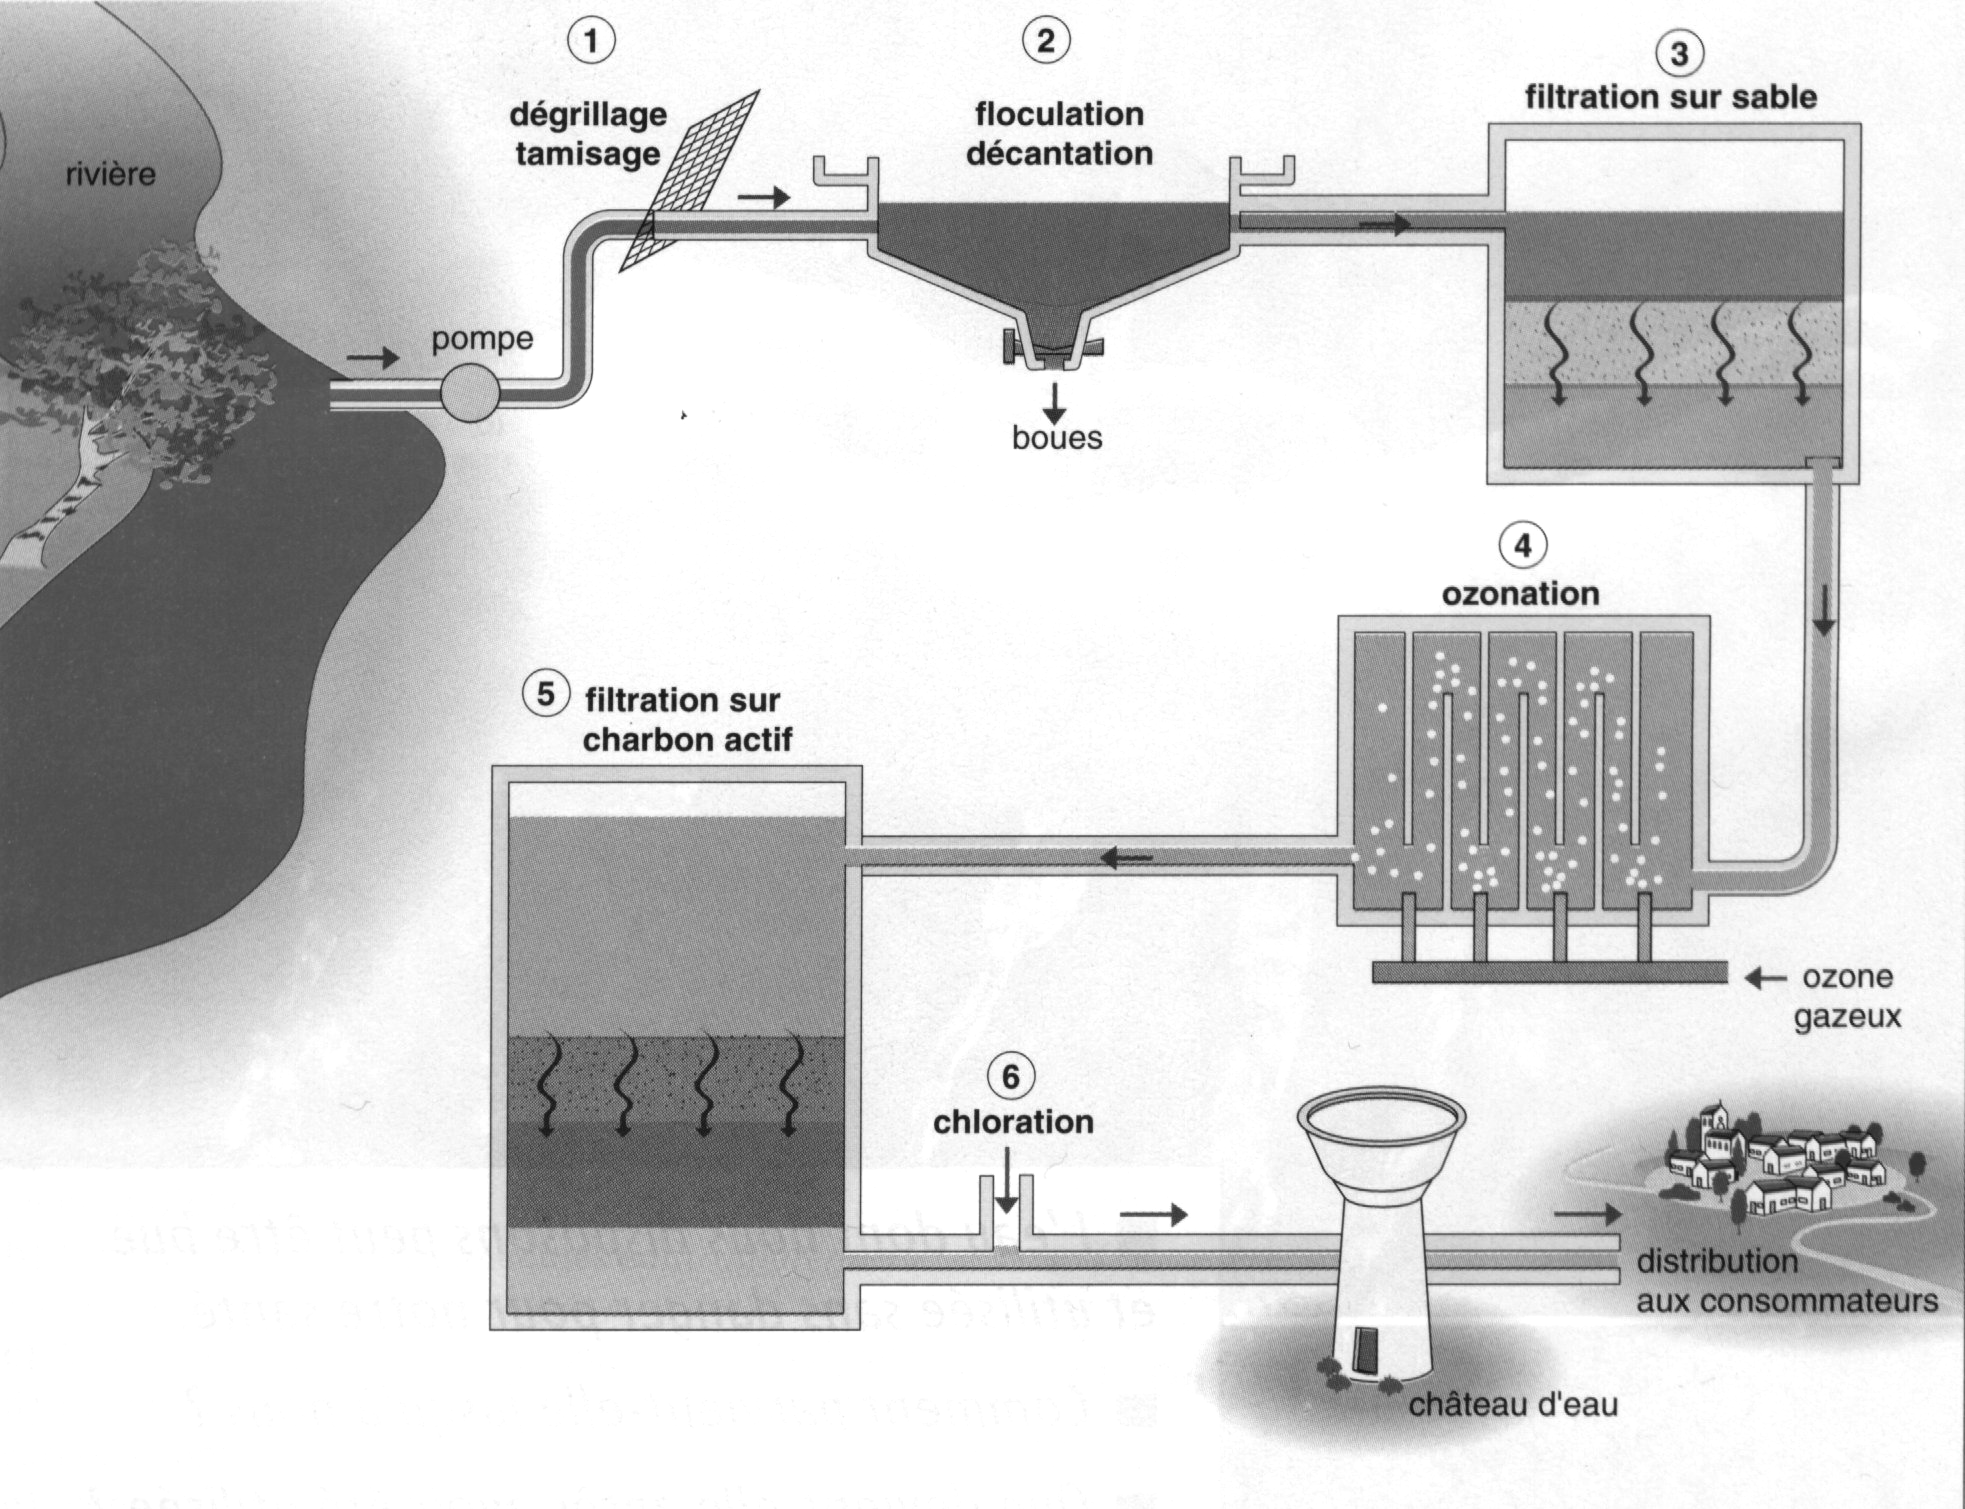 rivière
1
dégrillage
tamisage
pompe
2
floculation
décantation
boues
3
filtration sur sable
4
ozonation
ozone
gazeux
5
filtration sur
charbon actif
6
chloration
château d'eau
distribution
aux consommateurs